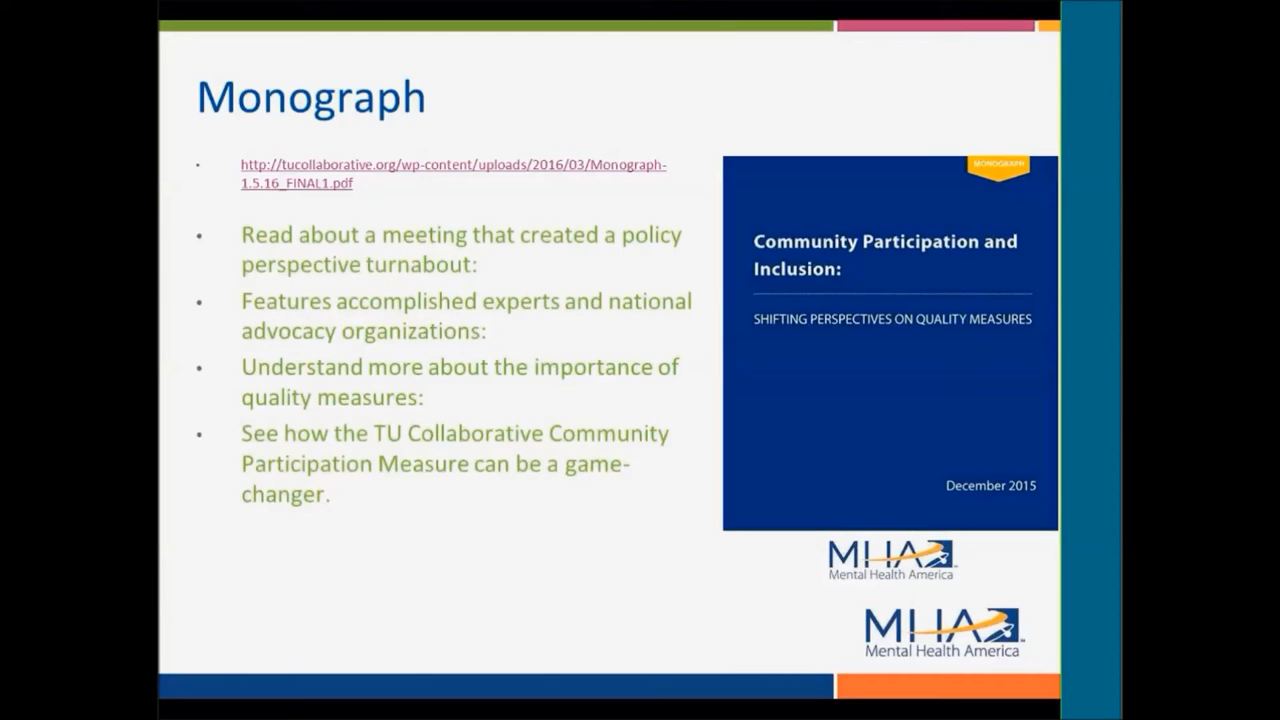 Monograph
http://tucollaborative.org/wp-content/uploads/2016/03/Monograph-
1.5.16_FINAL1.pdf
Read about a meeting that created a policy
perspective turnabout:
Features accomplished experts and national
advocacy organizations:
Understand more about the importance of
quality measures:
See how the TU Collaborative Community
Participation Measure can be a game-
changer.
MONOGRAPH
Community Participation and
Inclusion:
SHIFTING PERSPECTIVES ON QUALITY MEASURES
December 2015
MHA
Mental Health America
MHA
Mental Health America